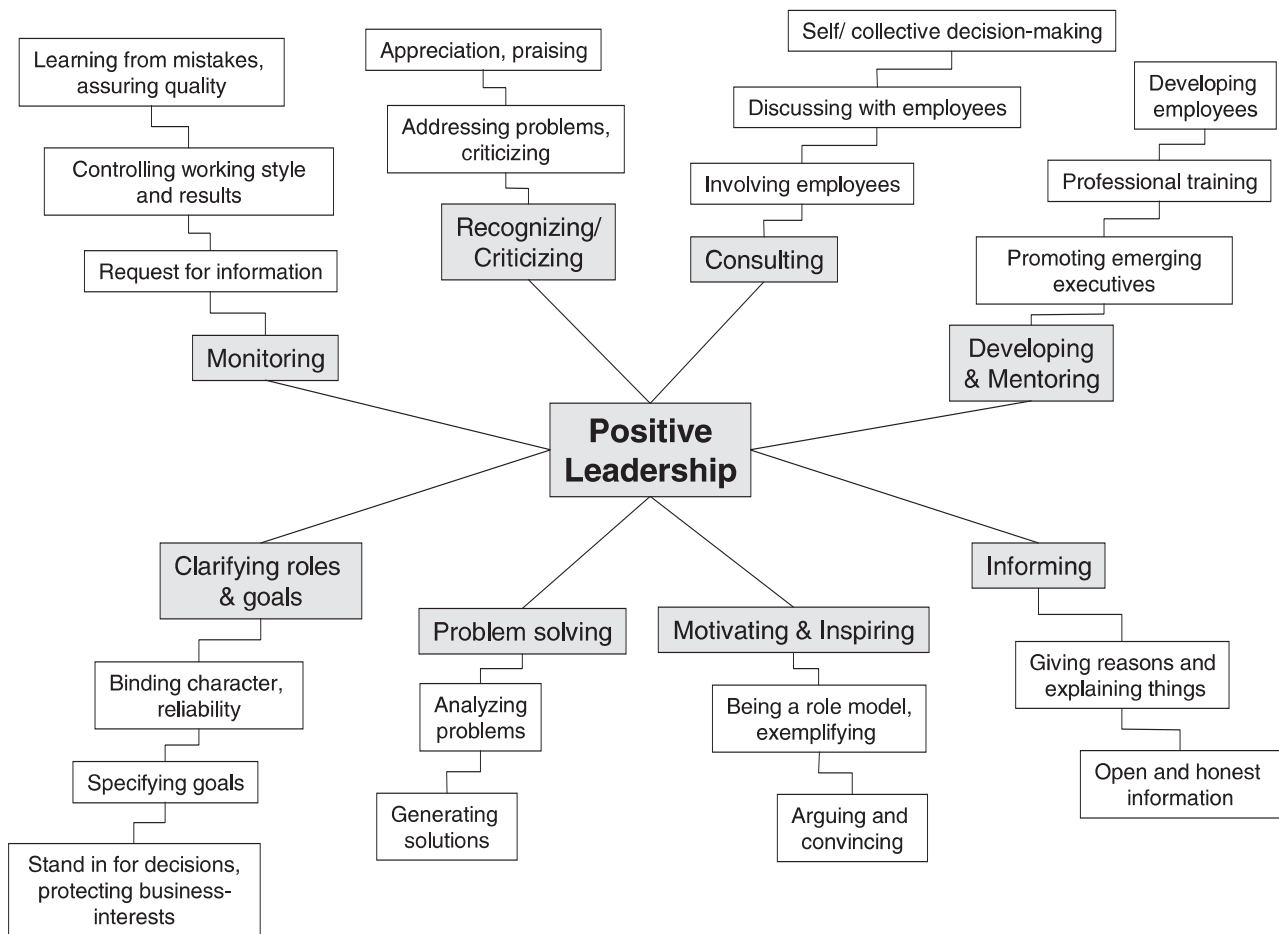 Self/ collective decision-making
Appreciation, praising
Learning from mistakes,
assuring quality
Developing
employees
Discussing with employees
Addressing problems,
criticizing
Controlling working style
and results
Involving employees
Professional training
Recognizing/
Criticizing
Consulting
Request for information
Promoting emerging
executives
Monitoring
Developing
& Mentoring
Positive
Leadership
Clarifying roles
& goals
Informing
Problem solving
Motivating & Inspiring
Binding character,
reliability
Analyzing
problems
Being a role model,
exemplifying
Giving reasons and
explaining things
Specifying goals
Generating
solutions
Arguing and
convincing
Open and honest
information
Stand in for decisions,
protecting business-
interests